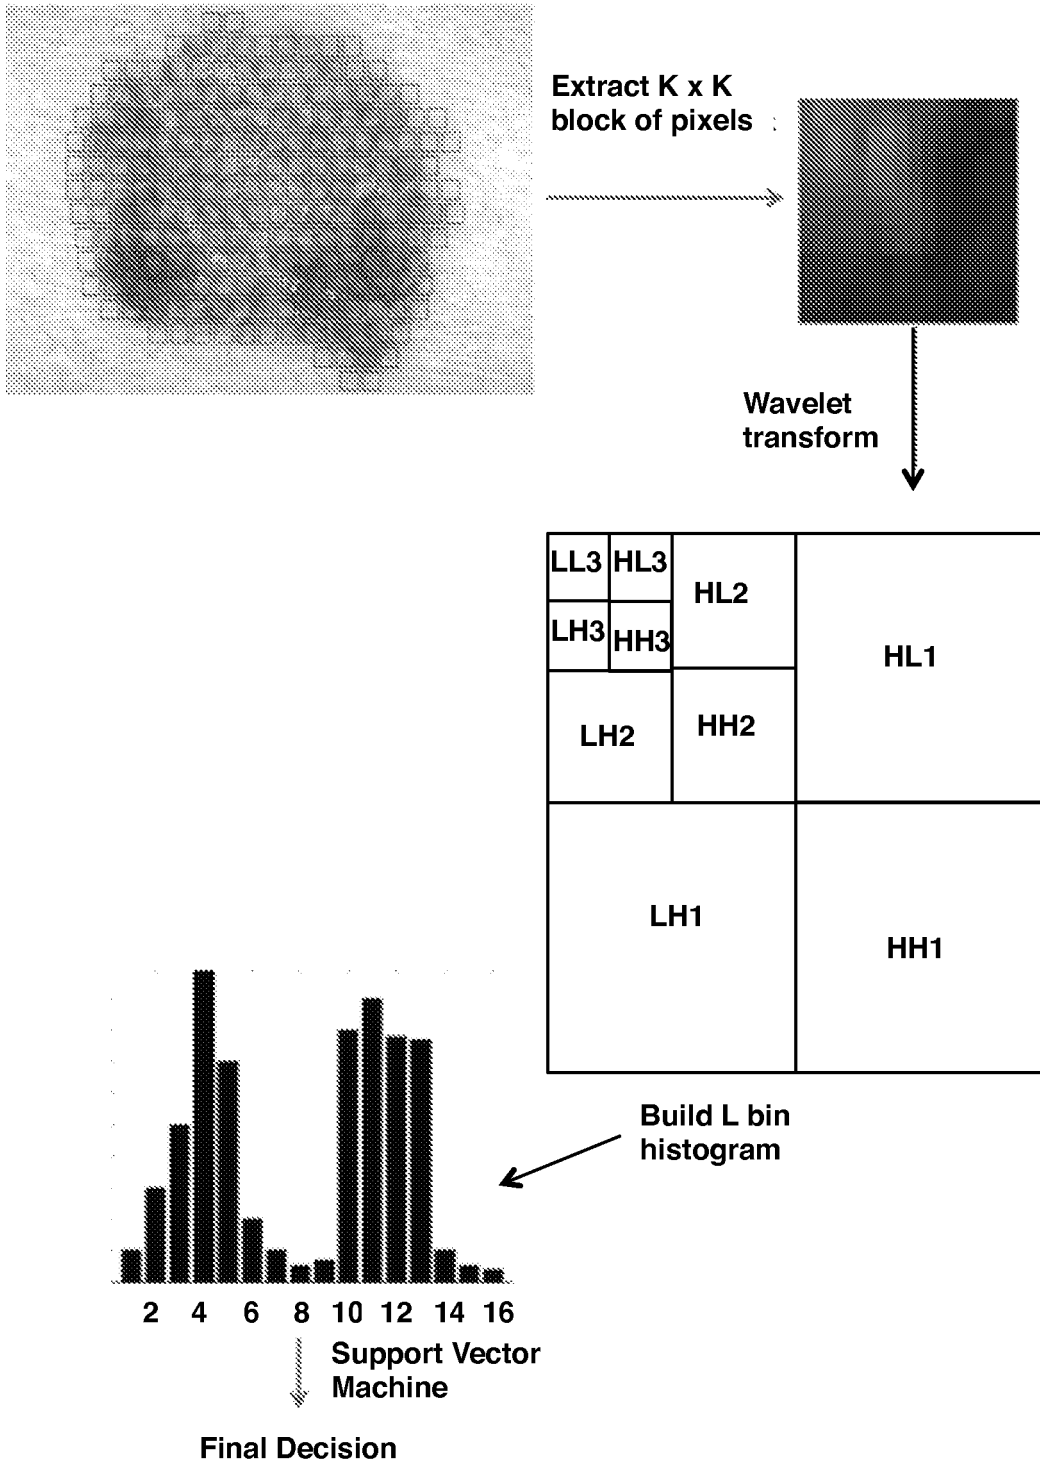 Extract K x K
block of pixels
Wavelet
transform
LL3 HL3
HL2
HL1
LH3 HH3
LH2
HH2
LH1
HH1
Build L bin
histogram
2 4 6 8 10 12 14 16
Support Vector
Machine
Final Decision